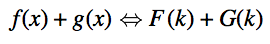 f(x) + g(x) ⇔ F(k) + G(k)